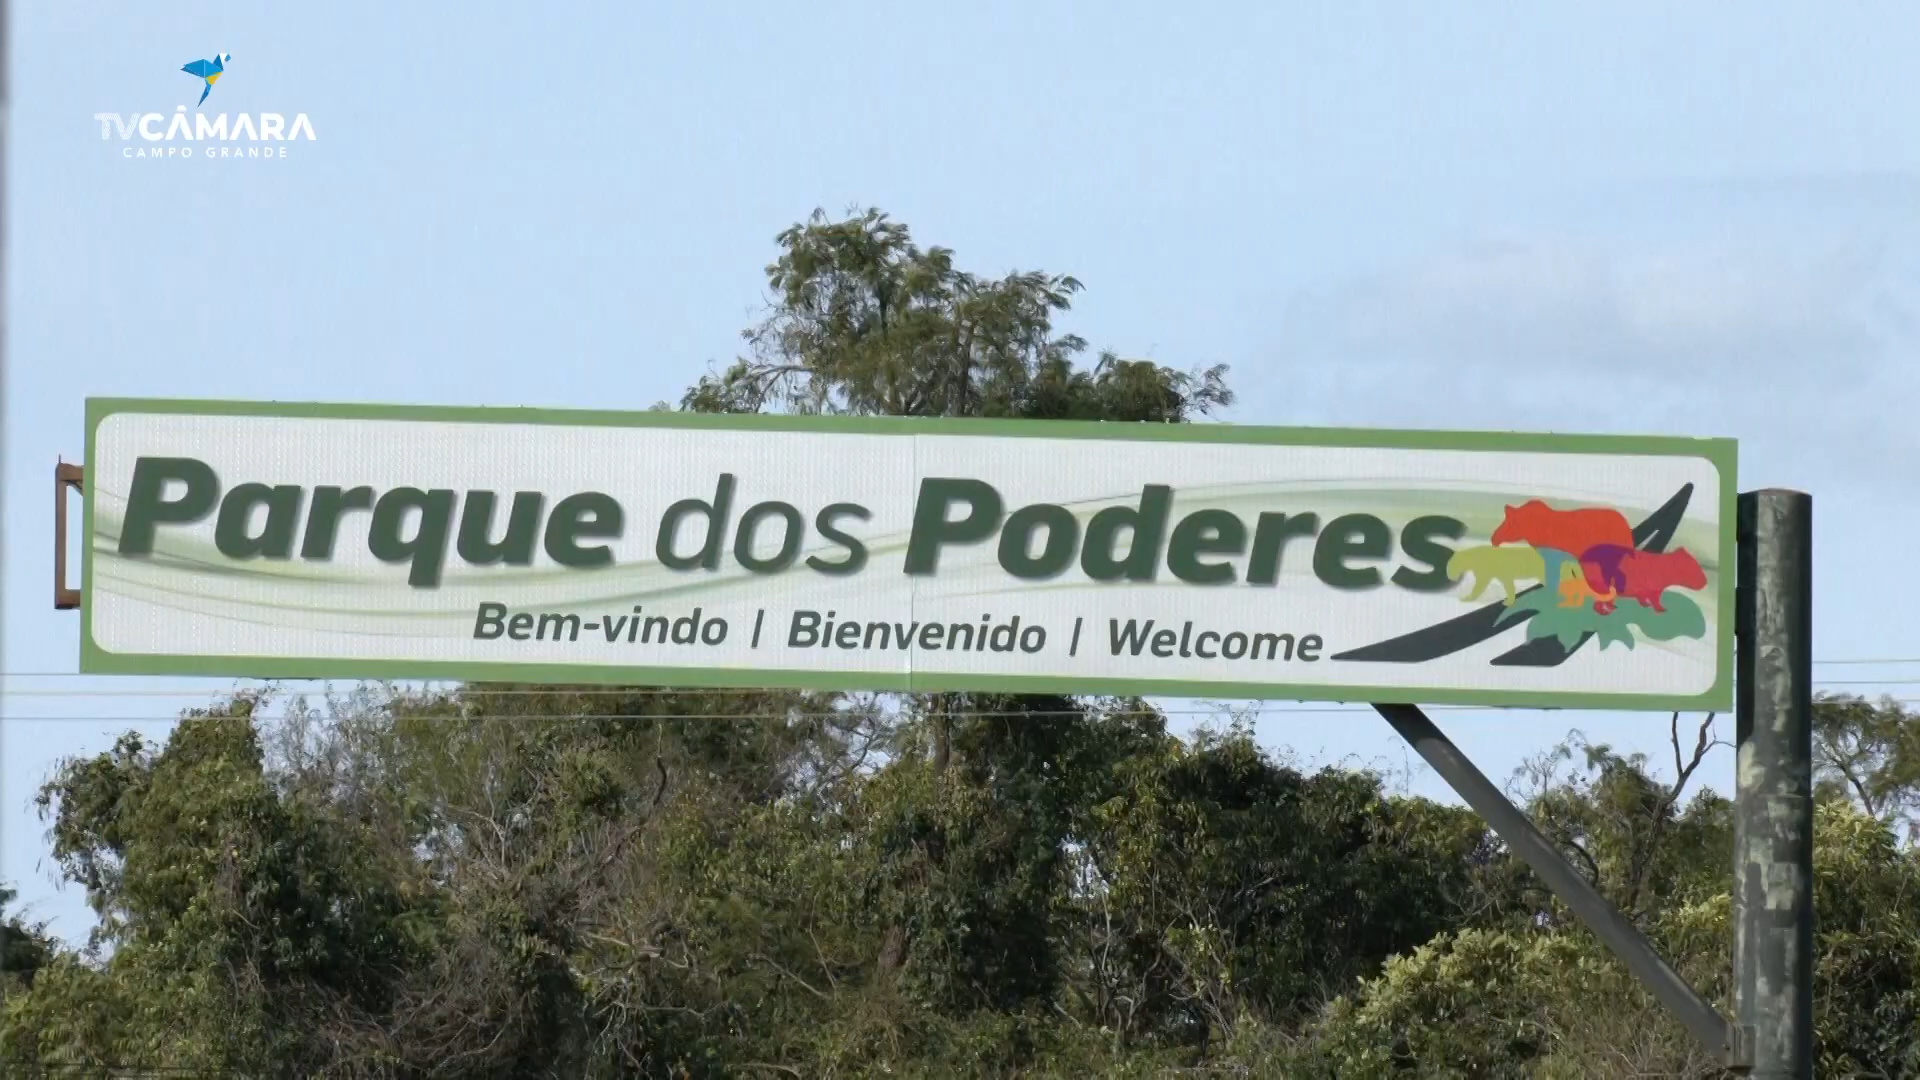 TVCÂMARA
CAMPO GRANDE
Parque dos Poderes
Bem-vindo | Bienvenido | Welcome